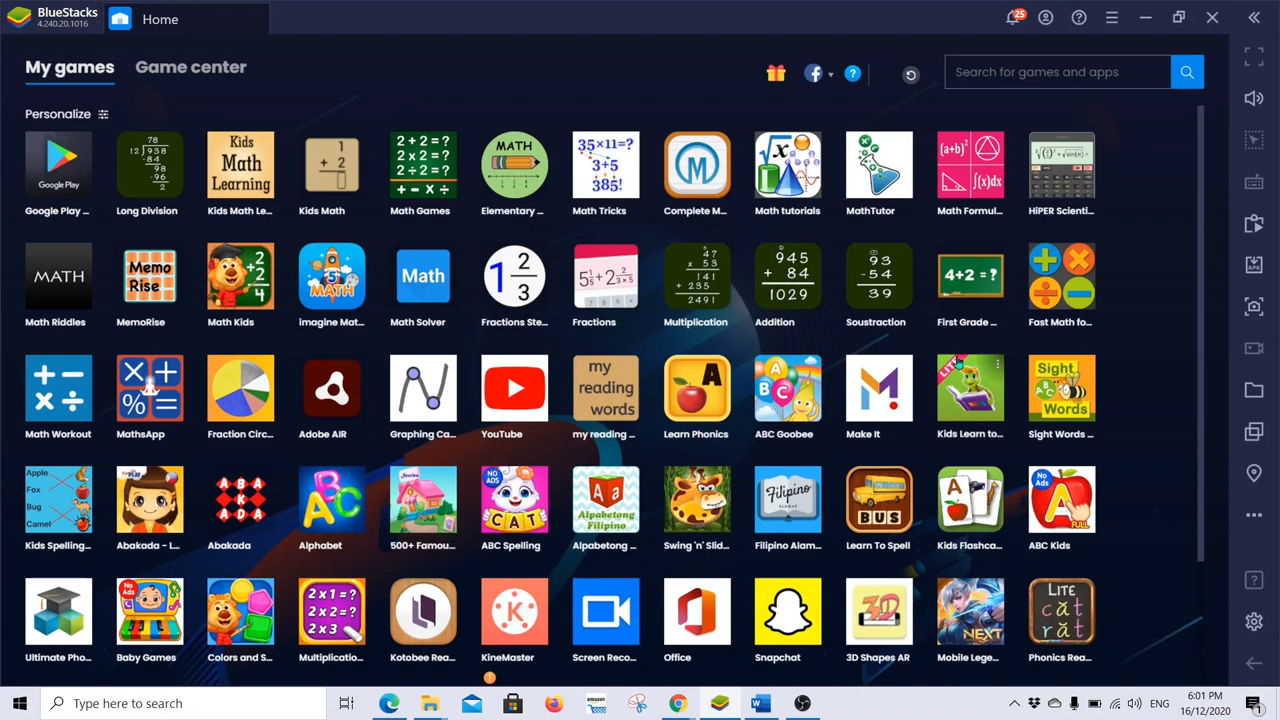 BlueStacks
4.240.20.1016
Home
25
My games Game center
Search for games and apps
Personalize
Google Play ... Long Division Kids Math Le... Kids Math Math Games Elementary ... Math Tricks Complete M... Math tutorials MathTutor Math Formul... HiPER Scienti...
Math Riddles MemoRise Math Kids imagine Mat... Math Solver Fractions Ste... Fractions Multiplication Addition Soustraction First Grade ... Fast Math fo...
Math Workout MathsApp Fraction Circ... Adobe AIR Graphing Ca... YouTube my reading ... Learn Phonics ABC Goobee Make It Kids Learn to... Sight Words ...
Kids Spelling... Abakada - L... Abakada Alphabet 500+ Famou... ABC Spelling Alpabetong ... Swing 'n' Slid... Filipino Alam... Learn To Spell Kids Flashca... ABC Kids
Ultimate Pho... Baby Games Colors and S... Multiplicatio... Kotobee Rea... KineMaster Screen Reco... Office Snapchat 3D Shapes AR Mobile Lege... Phonics Rea...
Type here to search
ENG
6:01 PM
16/12/2020